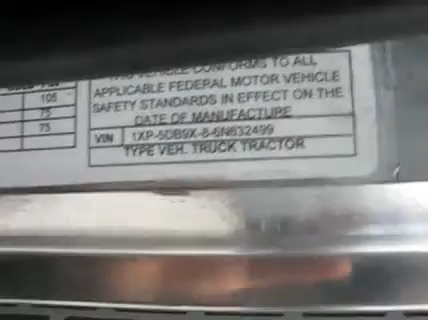 105
75
75
VEHICLE CONFORMS TO ALL
APPLICABLE FEDERAL MOTOR VEHICLE
SAFETY STANDARDS IN EFFECT ON THE
DATE OF MANUFACTURE
VIN 1XP-5DB9X-8-6N632499
TYPE VEH. TRUCK TRACTOR